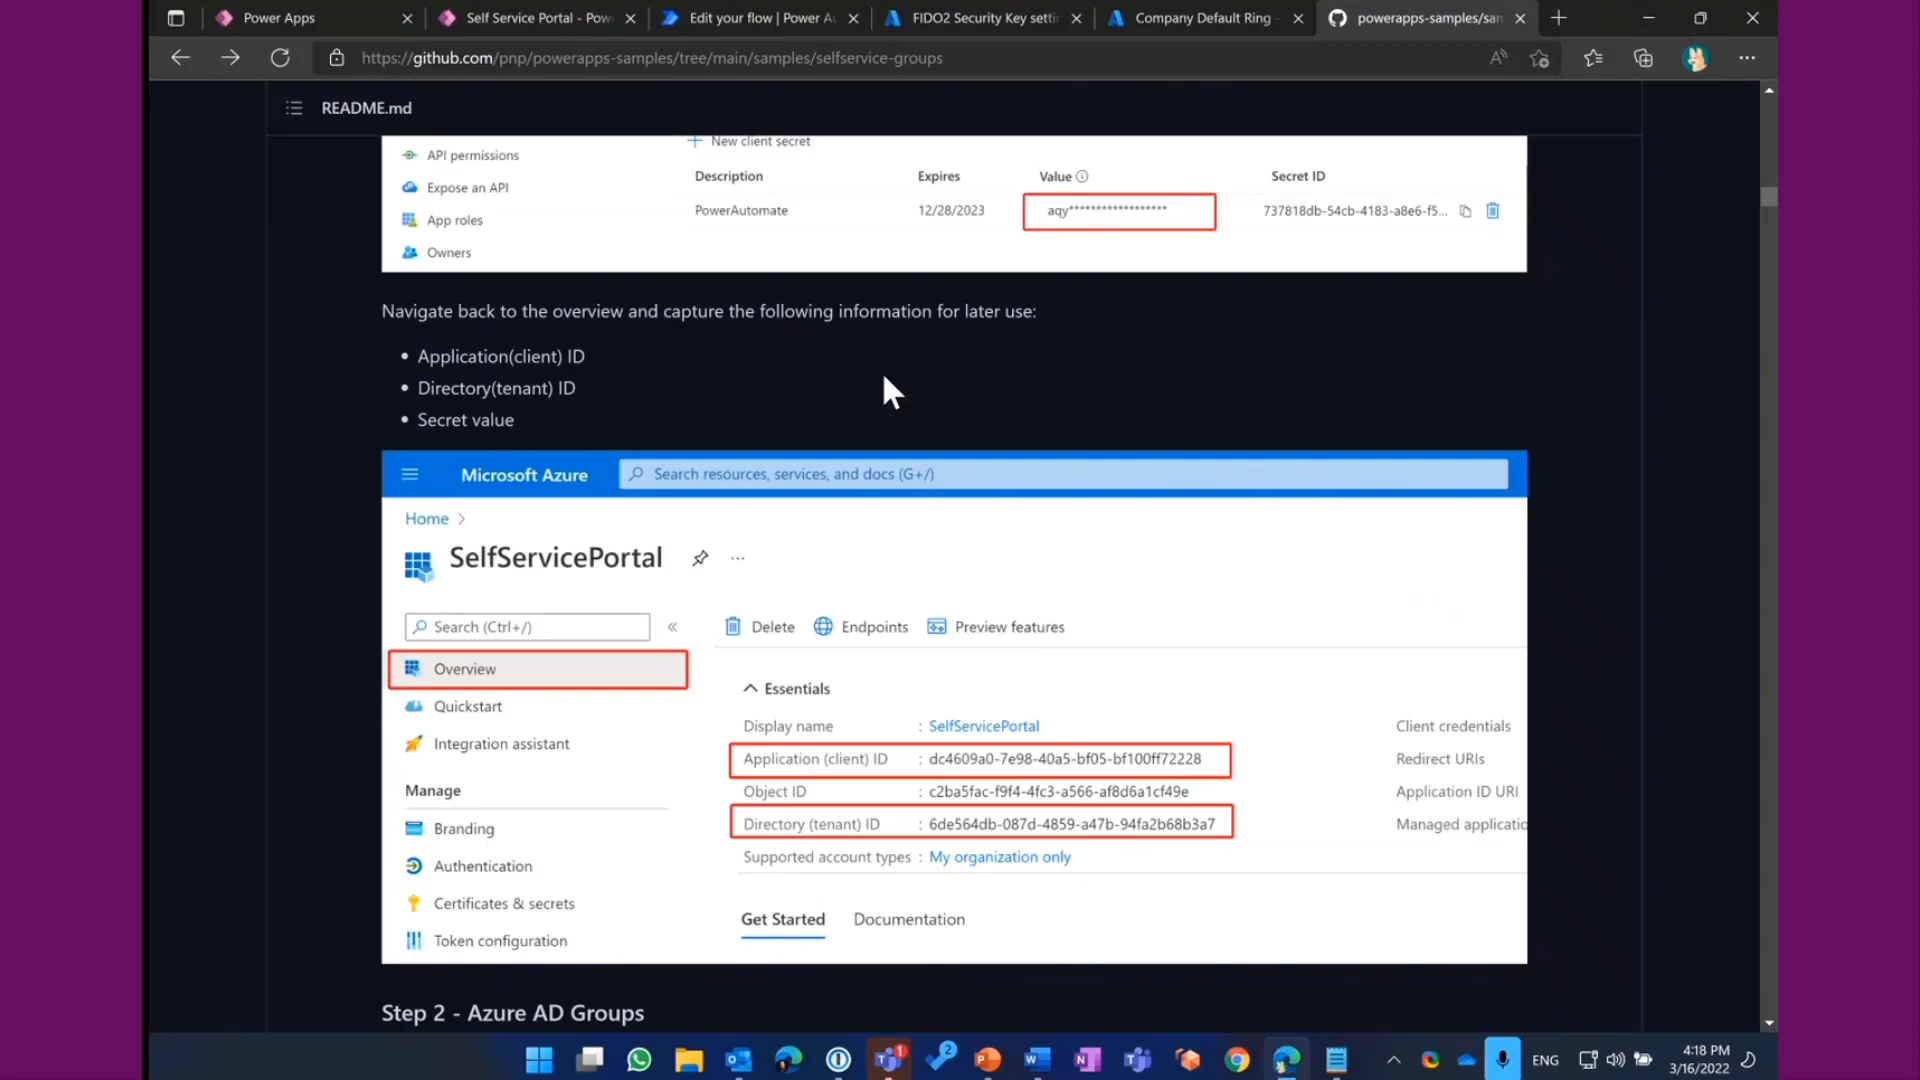 Power Apps
Self Service Portal - Pow
Edit your flow | Power Au
FIDO2 Security Key setti
Company Default Ring -
powerapps-samples/sam
https://github.com/pnp/powerapps-samples/tree/main/samples/selfservice-groups
README.md
New client secret
API permissions
Description Expires Value Secret ID
Expose an API
PowerAutomate 12/28/2023 aqy****************** 737818db-54cb-4183-a8e6-f5...
App roles
Owners
Navigate back to the overview and capture the following information for later use:
• Application(client) ID
• Directory(tenant) ID
• Secret value
Microsoft Azure
Search resources, services, and docs (G+/)
Home >
SelfServicePortal
Search (Ctrl+/)
Delete Endpoints Preview features
Overview
Quickstart
Integration assistant
Manage
Branding
Authentication
Certificates & secrets
Token configuration
Essentials
Display name : SelfServicePortal
Application (client) ID : dc4609a0-7e98-40a5-bf05-bf100ff72228
Object ID : c2ba5fac-f9f4-4fc3-a566-af8d6a1cf49e
Directory (tenant) ID : 6de564db-087d-4859-a47b-94fa2b68b3a7
Supported account types : My organization only
Client credentials
Redirect URIs
Application ID URI
Managed applicatio
Get Started Documentation
Step 2 - Azure AD Groups
1
2
ENG
4:18 PM
3/16/2022